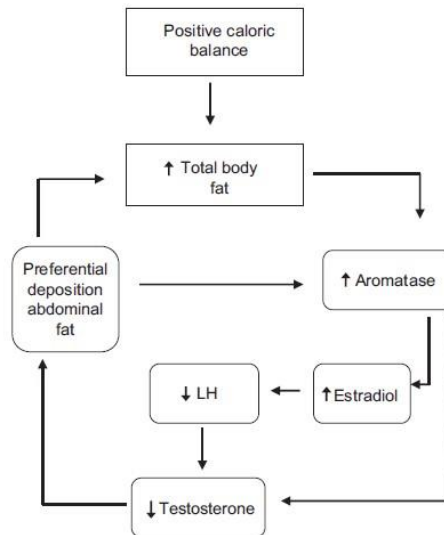 Positive caloric
balance
↑ Total body
fat
Preferential
deposition
abdominal
fat
↑ Aromatase
↓ LH
↑Estradiol
↓Testosterone